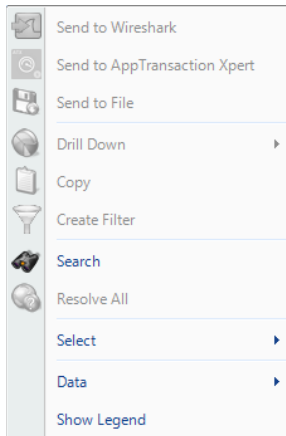 Send to Wireshark
Send to AppTransaction Xpert
Send to File
Drill Down
Copy
Create Filter
Search
Resolve All
Select
Data
Show Legend